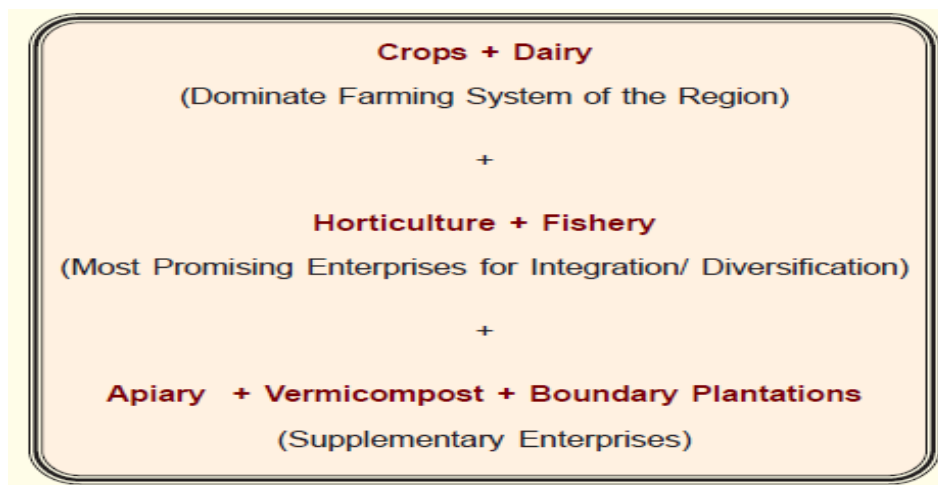 Crops + Dairy
(Dominate Farming System of the Region)
+
Horticulture + Fishery
(Most Promising Enterprises for Integration/ Diversification)
+
Apiary + Vermicompost + Boundary Plantations
(Supplementary Enterprises)